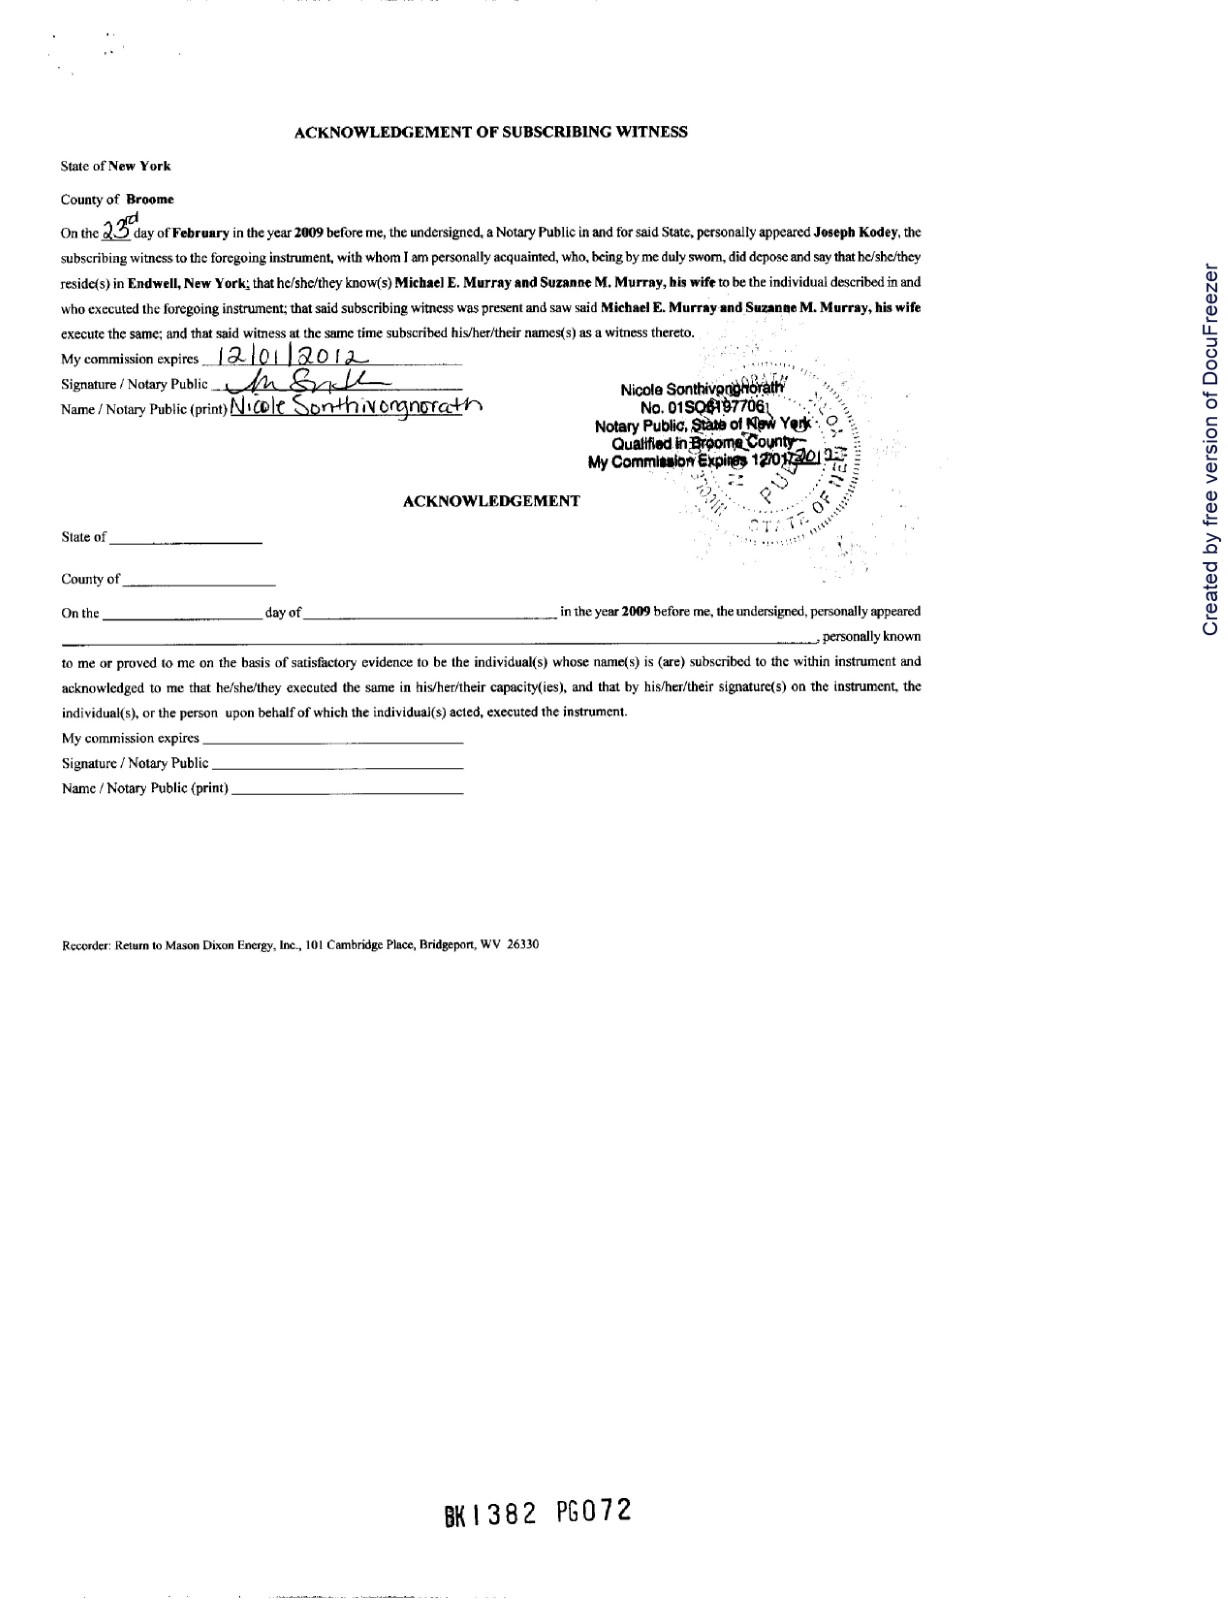 ACKNOWLEDGEMENT OF SUBSCRIBING WITNESS
State of New York
County of Broome
On the 23rd day of February in the year 2009 before me, the undersigned, a Notary Public in and for said State, personally appeared Joseph Kodey, the
subscribing witness to the foregoing instrument, with whom I am personally acquainted, who, being by me duly sworn, did depose and say that he/she/they
reside(s) in Endwell, New York; that he/she/they know(s) Michael E. Murray and Suzanne M. Murray, his wife to be the individual described in and
who executed the foregoing instrument; that said subscribing witness was present and saw said Michael E. Murray and Suzanne M. Murray, his wife
execute the same; and that said witness at the same time subscribed his/her/their names(s) as a witness thereto.
My commission expires 12/01/2012
Signature / Notary Public
Name / Notary Public (print) Nicole Sonthivongnorath
Nicole Sonthivongnorath
No. 01SO6197706
Notary Public, State of New York
Qualified in Broome County
My Commission Expires 12/01/2012
PUB
STATE OF NEW YORK
ACKNOWLEDGEMENT
State of
County of
On the day of in the year 2009 before me, the undersigned, personally appeared
, personally known
to me or proved to me on the basis of satisfactory evidence to be the individual(s) whose name(s) is (are) subscribed to the within instrument and
acknowledged to me that he/she/they executed the same in his/her/their capacity(ies), and that by his/her/their signature(s) on the instrument, the
individual(s), or the person upon behalf of which the individual(s) acted, executed the instrument.
My commission expires
Signature / Notary Public
Name / Notary Public (print)
Recorder: Return to Mason Dixon Energy, Inc., 101 Cambridge Place, Bridgeport, WV 26330
BK1382 PG072
Created by free version of DocuFreezer